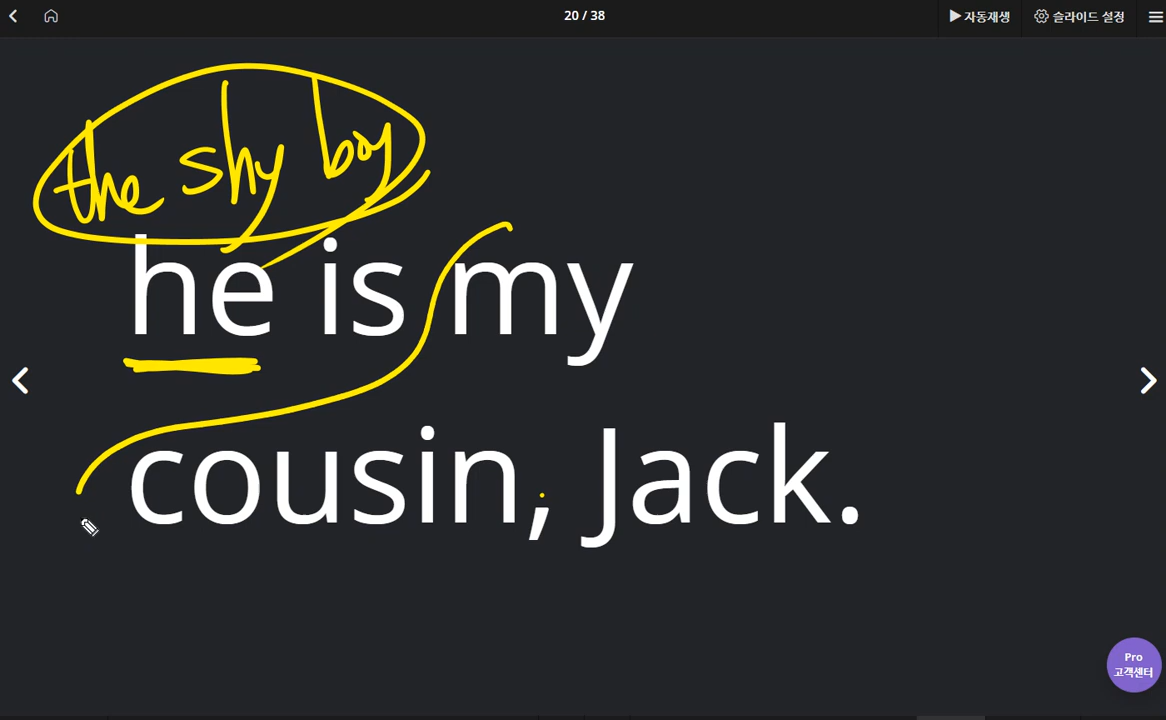 20 / 38
자동재생
슬라이드 설정
the shy boy
he is my
cousin, Jack.
Pro
고객센터